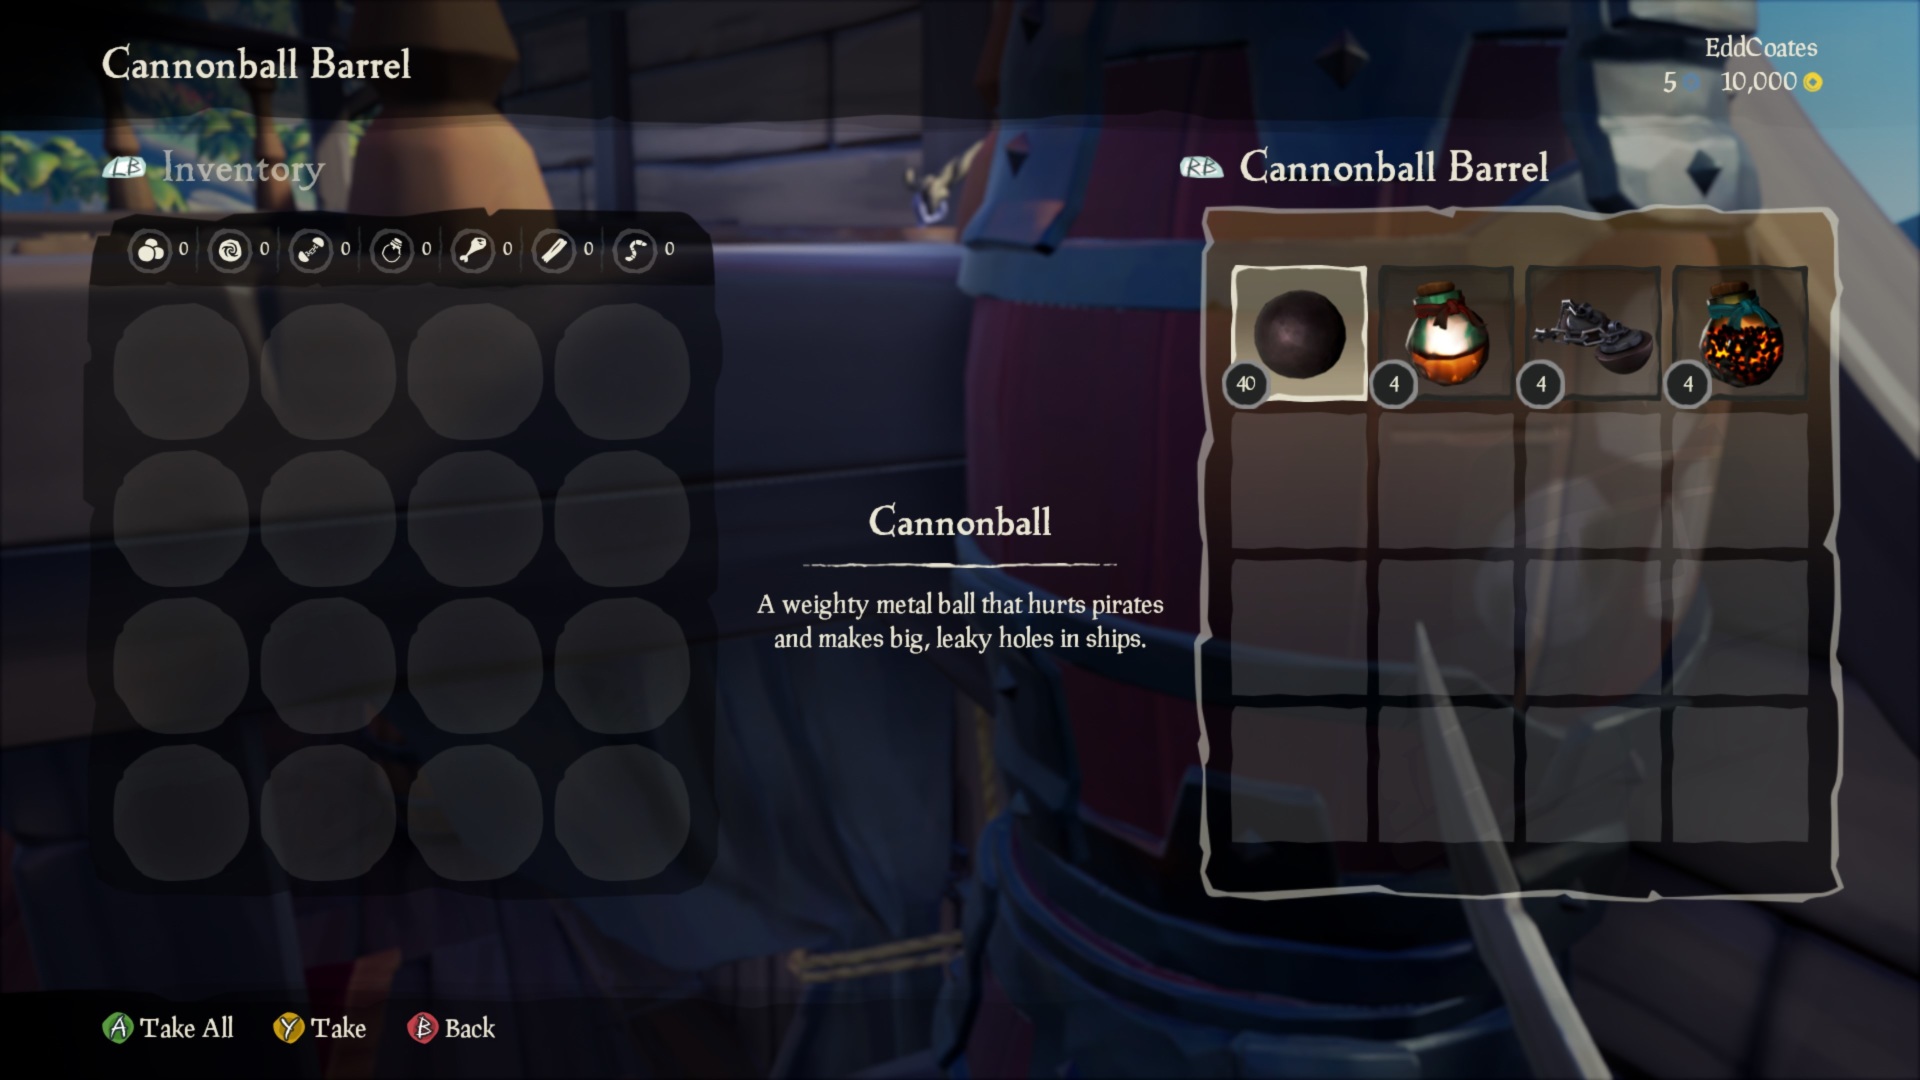 Cannonball Barrel
EddCoates
5 10,000
LB Inventory
RB Cannonball Barrel
0 0 0 0 0 0 0
40 4 4 4
Cannonball
A weighty metal ball that hurts pirates
and makes big, leaky holes in ships.
A Take All Y Take B Back